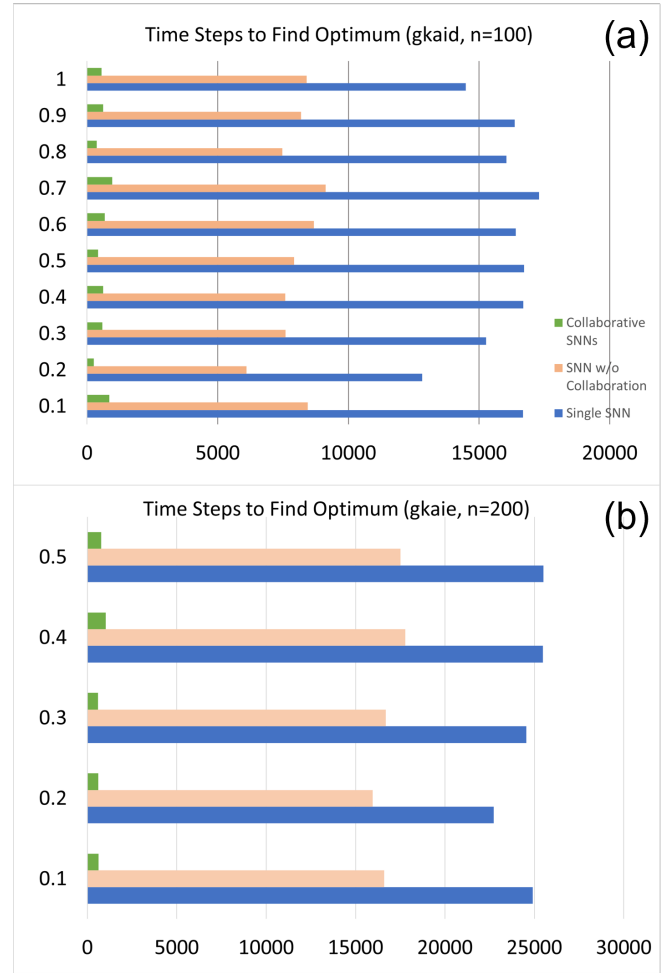 Time Steps to Find Optimum (gkaid, n=100)
(a)
1
0.9
0.8
0.7
0.6
0.5
0.4
0.3
0.2
0.1
Collaborative
SNNs
SNN w/o
Collaboration
Single SNN
0 5000 10000 15000 20000
Time Steps to Find Optimum (gkaie, n=200)
(b)
0.5
0.4
0.3
0.2
0.1
0 5000 10000 15000 20000 25000 30000